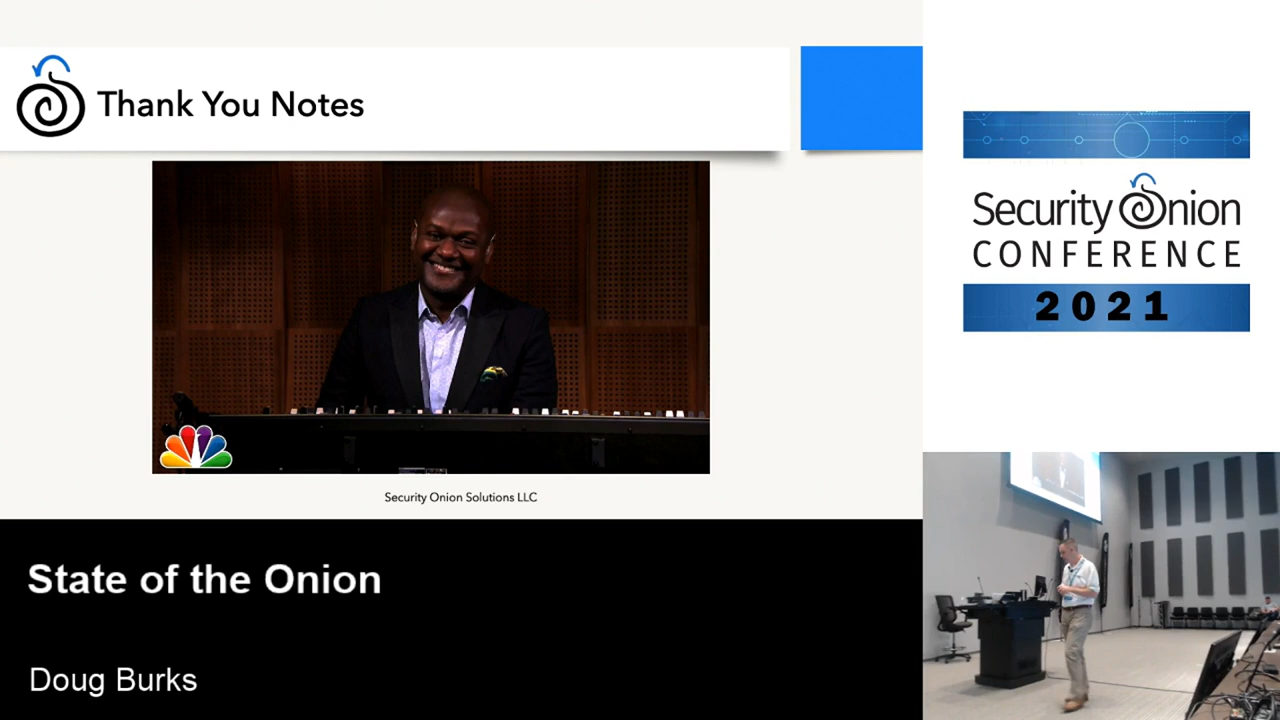 Thank You Notes
Security Onion Solutions LLC
State of the Onion
Doug Burks
Security Onion
CONFERENCE
2021